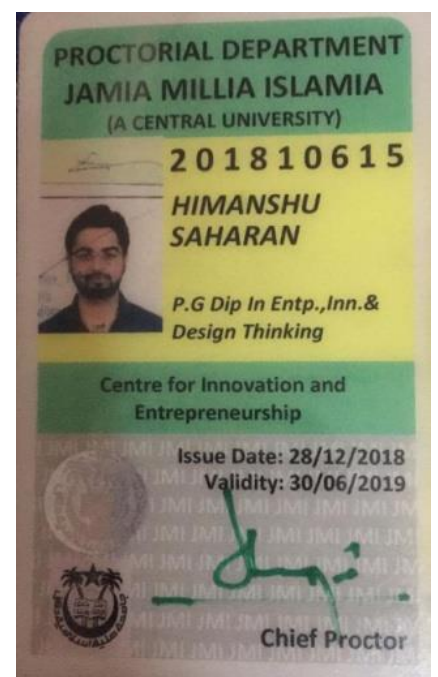 PROCTORIAL DEPARTMENT
JAMIA MILLIA ISLAMIA
(A CENTRAL UNIVERSITY)
201810615
HIMANSHU
SAHARAN
P.G Dip In Entp.,Inn.&
Design Thinking
Centre for Innovation and
Entrepreneurship
Issue Date: 28/12/2018
Validity: 30/06/2019
Chief Proctor